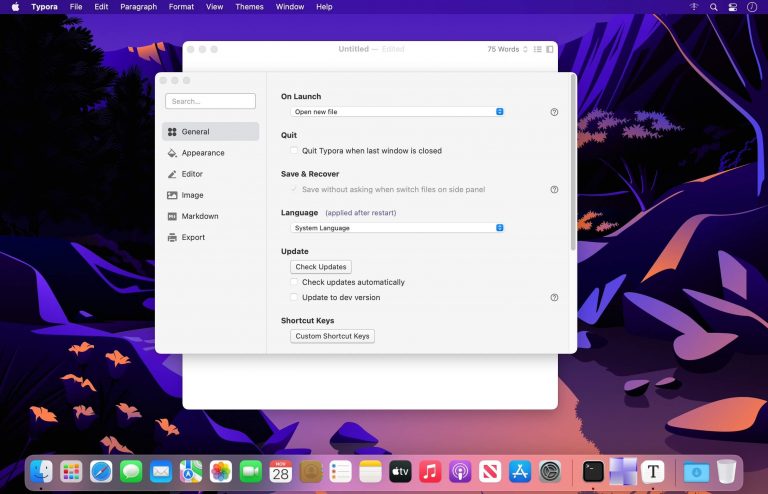 Typora File Edit Paragraph Format View Themes Window Help
Untitled — Edited 75 Words
Search...
General
Appearance
Editor
Image
Markdown
Export
On Launch
Open new file
Quit
Quit Typora when last window is closed
Save & Recover
Save without asking when switch files on side panel
Language (applied after restart)
System Language
Update
Check Updates
Check updates automatically
Update to dev version
Shortcut Keys
Custom Shortcut Keys
NOV
28
tv
N
T